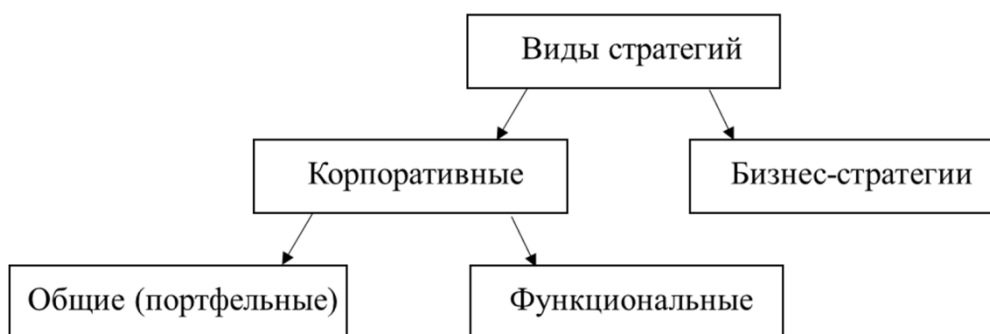 Виды стратегий
Корпоративные
Бизнес-стратегии
Общие (портфельные)
Функциональные